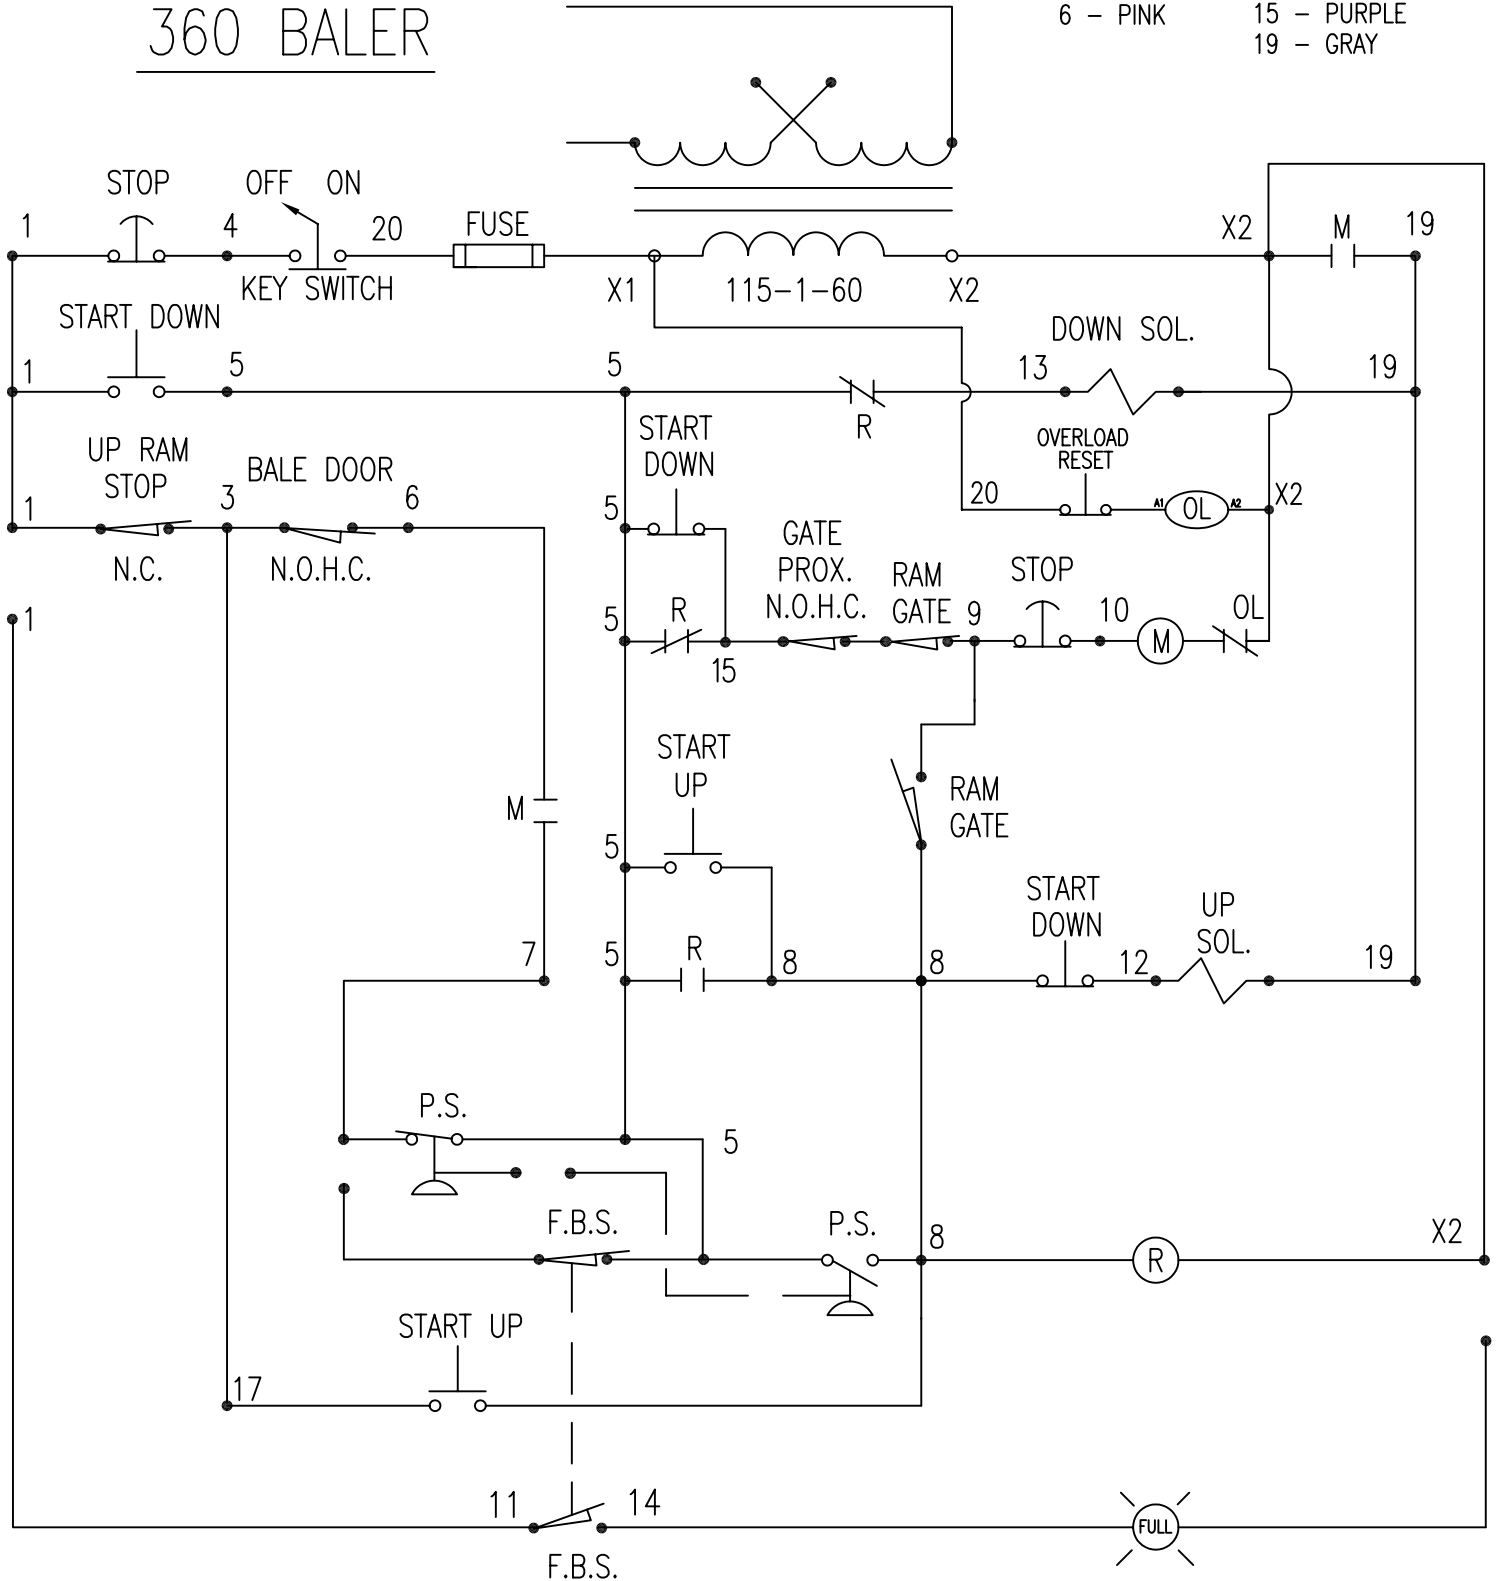 360 BALER
6 - PINK
15 - PURPLE
19 - GRAY
STOP
OFF ON
1
4
20
FUSE
X2
M
19
KEY SWITCH
X1
115-1-60
X2
START DOWN
DOWN SOL.
1
5
5
13
19
R
UP RAM
STOP
BALE DOOR
START
DOWN
OVERLOAD
RESET
1
3
6
5
20
A1
OL
A2
X2
N.C.
N.O.H.C.
GATE
PROX.
N.O.H.C.
RAM
GATE
STOP
1
5
R
15
9
10
M
OL
START
UP
RAM
GATE
M
5
START
DOWN
UP
SOL.
7
5
R
8
8
12
19
P.S.
5
F.B.S.
P.S.
8
R
X2
START UP
17
11
14
FULL
F.B.S.